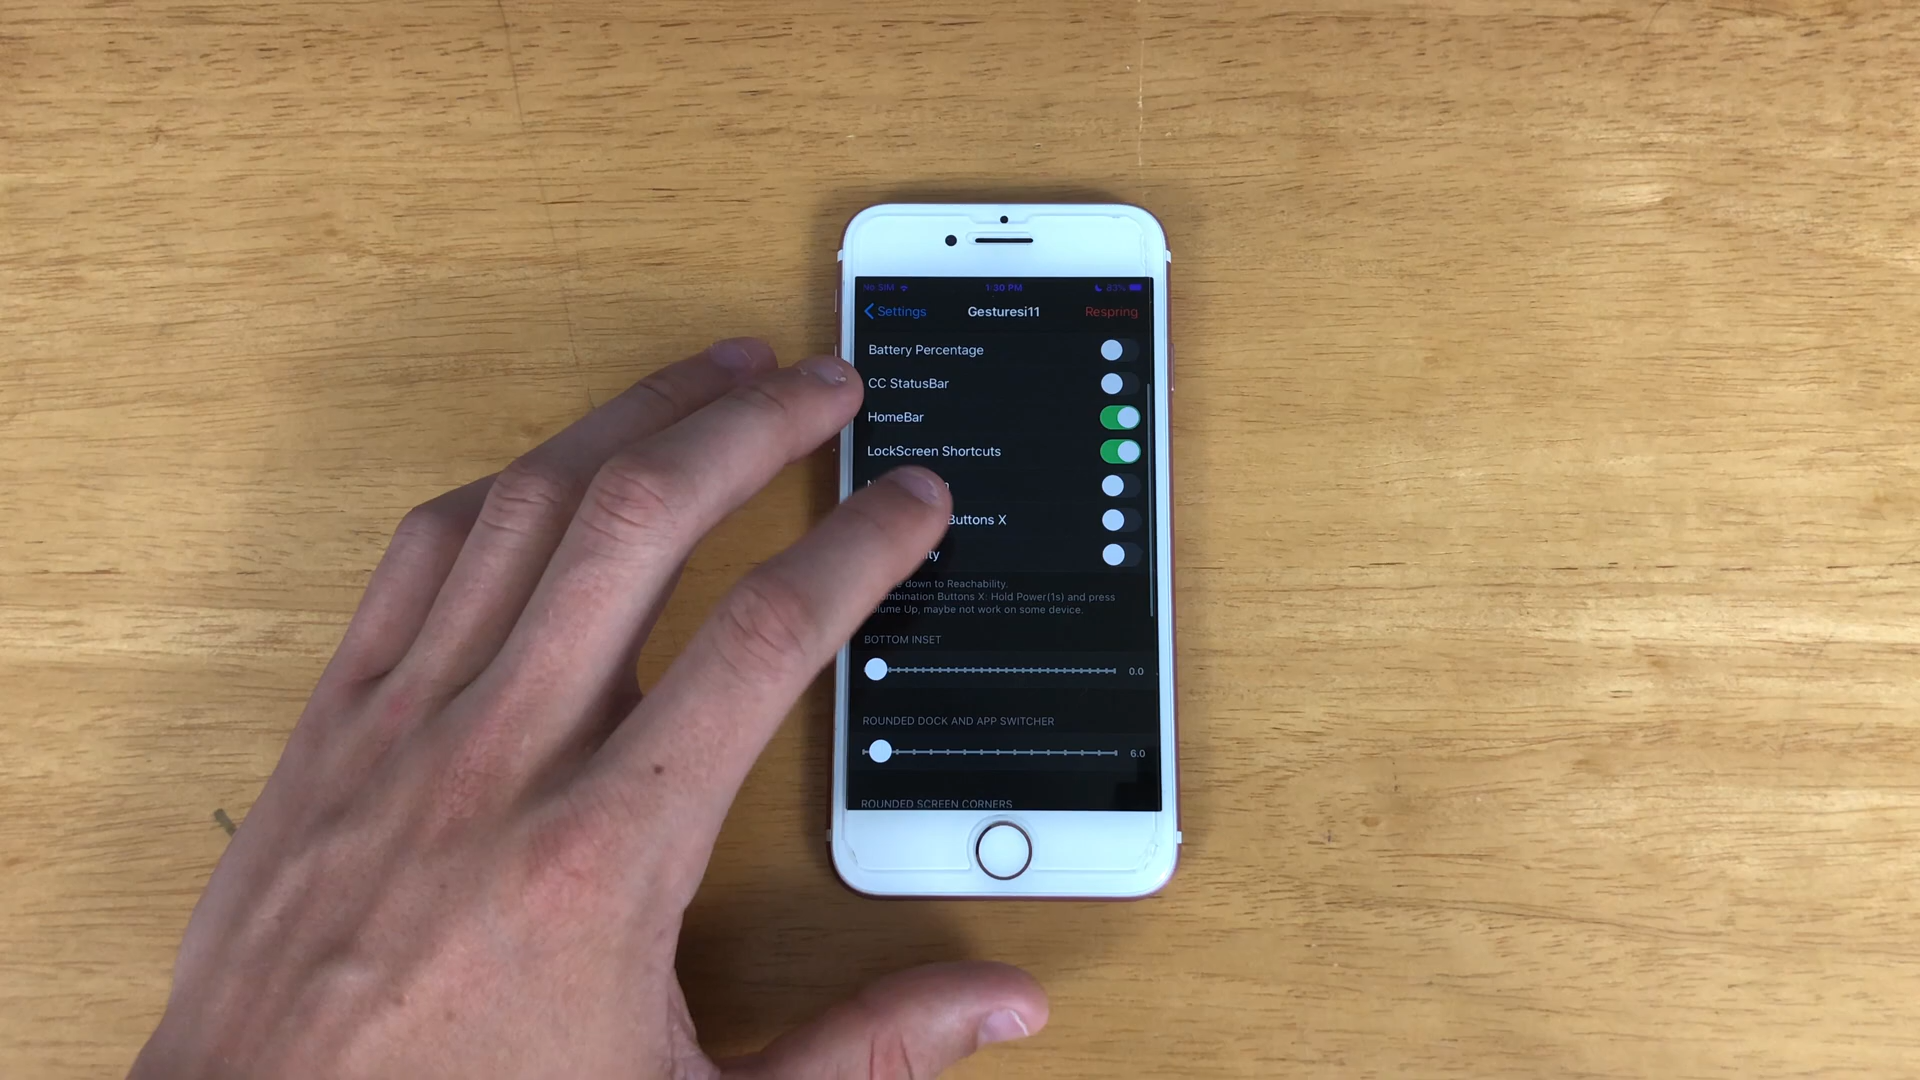 No SIM 1:30 PM 83%
Settings Gesturesi11 Respring
Battery Percentage
CC StatusBar
HomeBar
LockScreen Shortcuts
Buttons X
down to Reachability.
Buttons X: Hold Power(1s) and press
Up, maybe not work on some device.
BOTTOM INSET
0.0
ROUNDED DOCK AND APP SWITCHER
6.0
ROUNDED SCREEN CORNERS